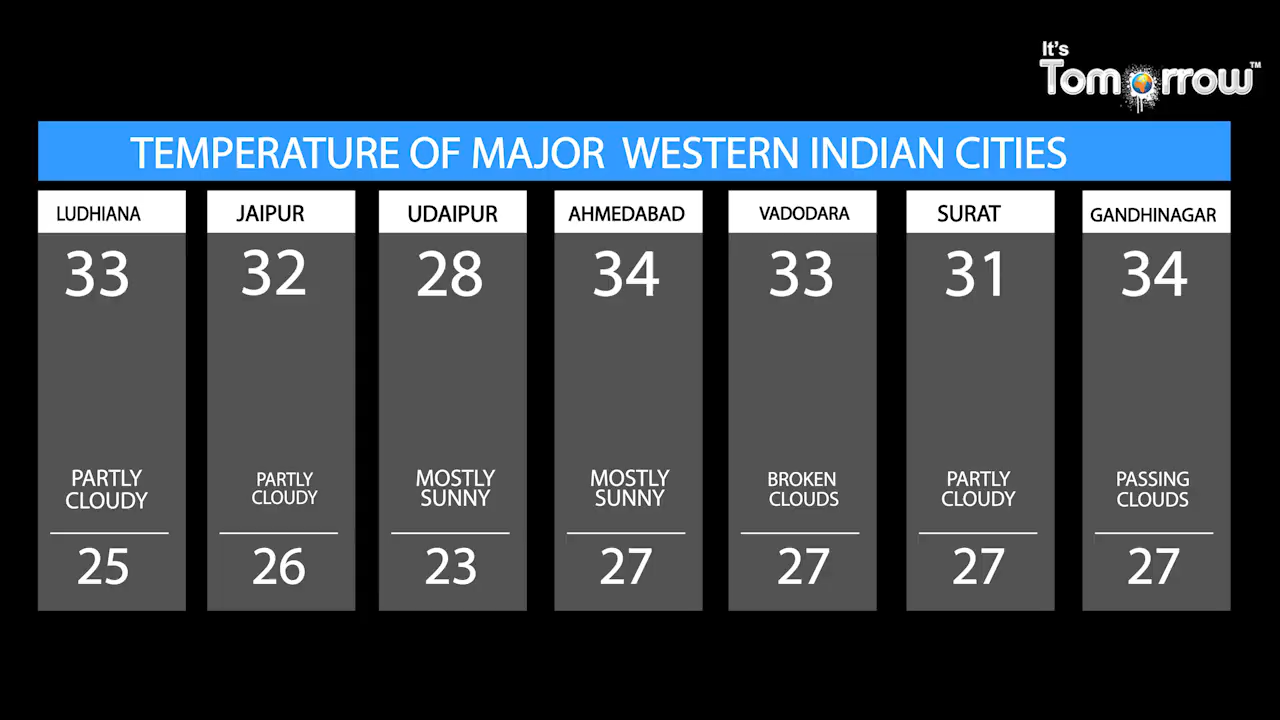 It's
Tomorrow™
TEMPERATURE OF MAJOR WESTERN INDIAN CITIES
LUDHIANA JAIPUR UDAIPUR AHMEDABAD VADODARA SURAT GANDHINAGAR
33 32 28 34 33 31 34
PARTLY PARTLY MOSTLY MOSTLY BROKEN PARTLY PASSING
CLOUDY CLOUDY SUNNY SUNNY CLOUDS CLOUDY CLOUDS
25 26 23 27 27 27 27